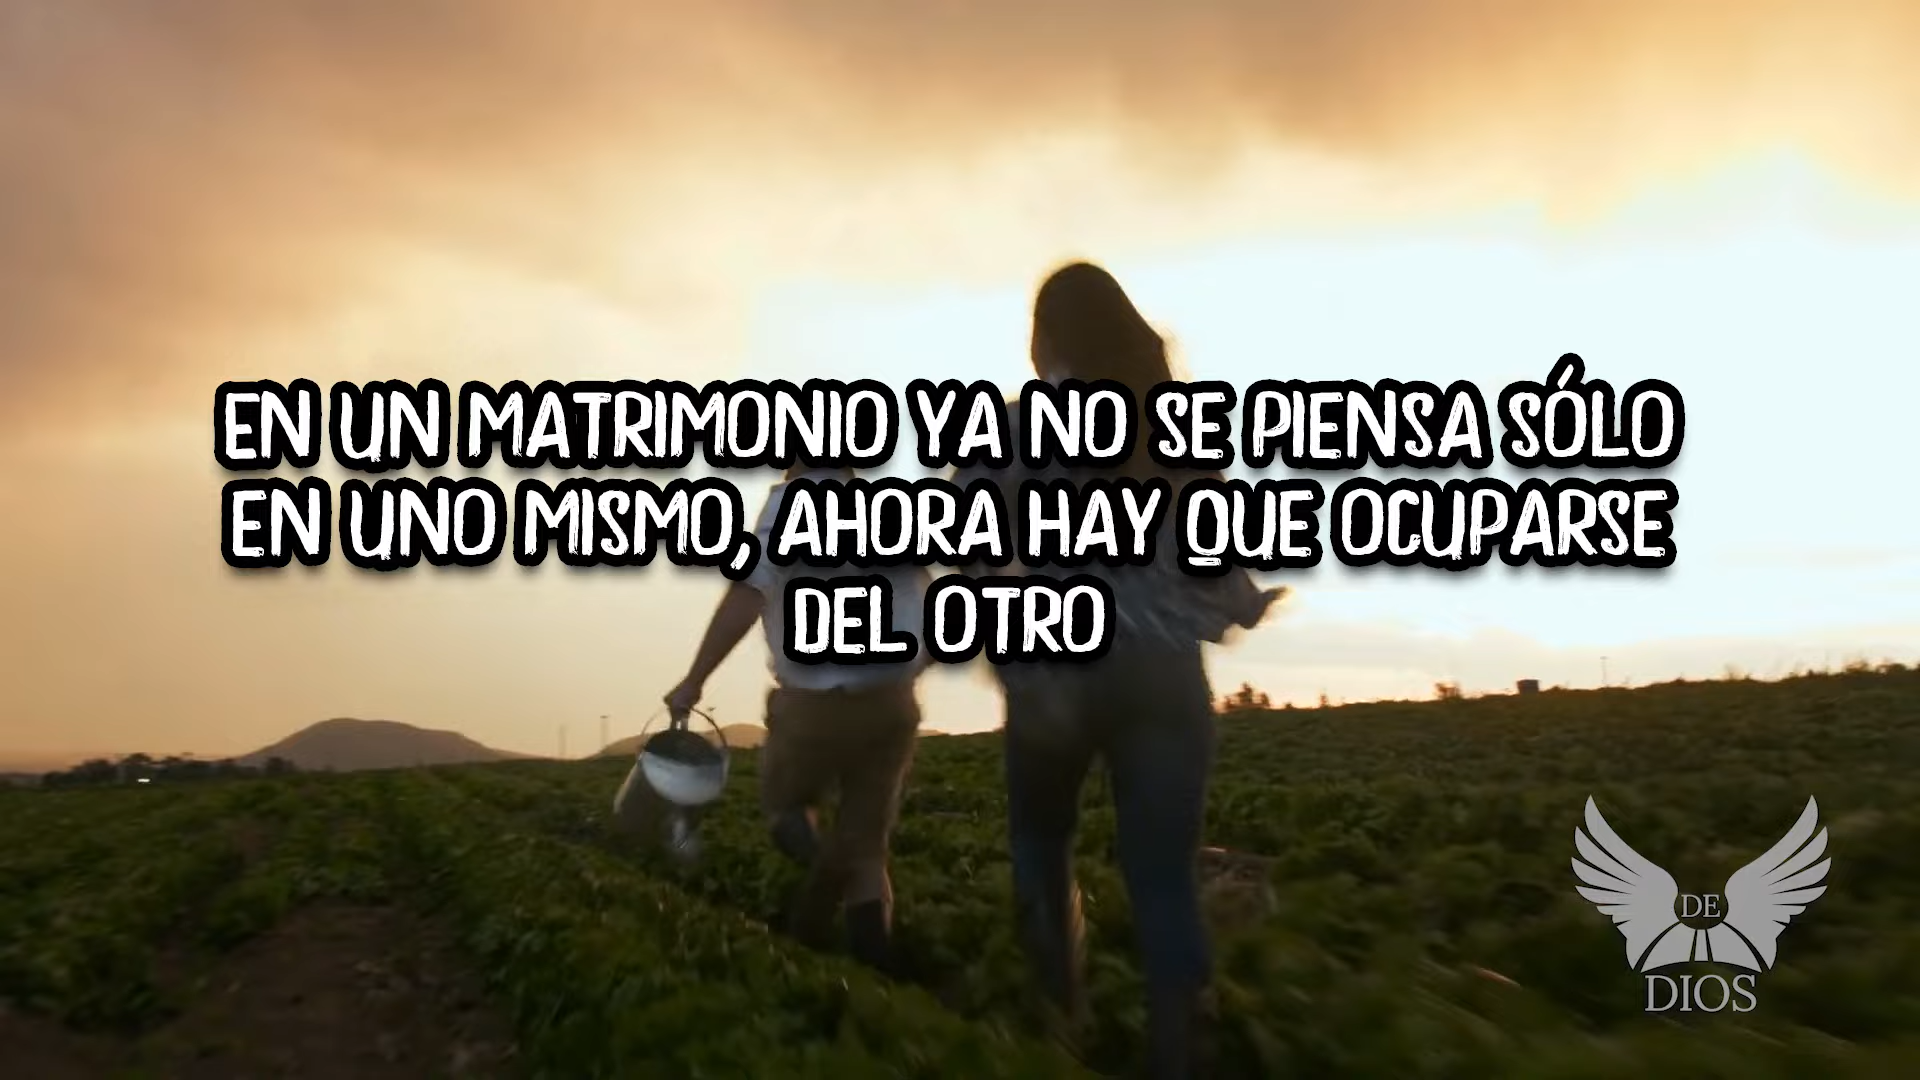 EN UN MATRIMONIO YA NO SE PIENSA SÓLO
EN UNO MISMO, AHORA HAY QUE OCUPARSE
DEL OTRO
DE
DIOS